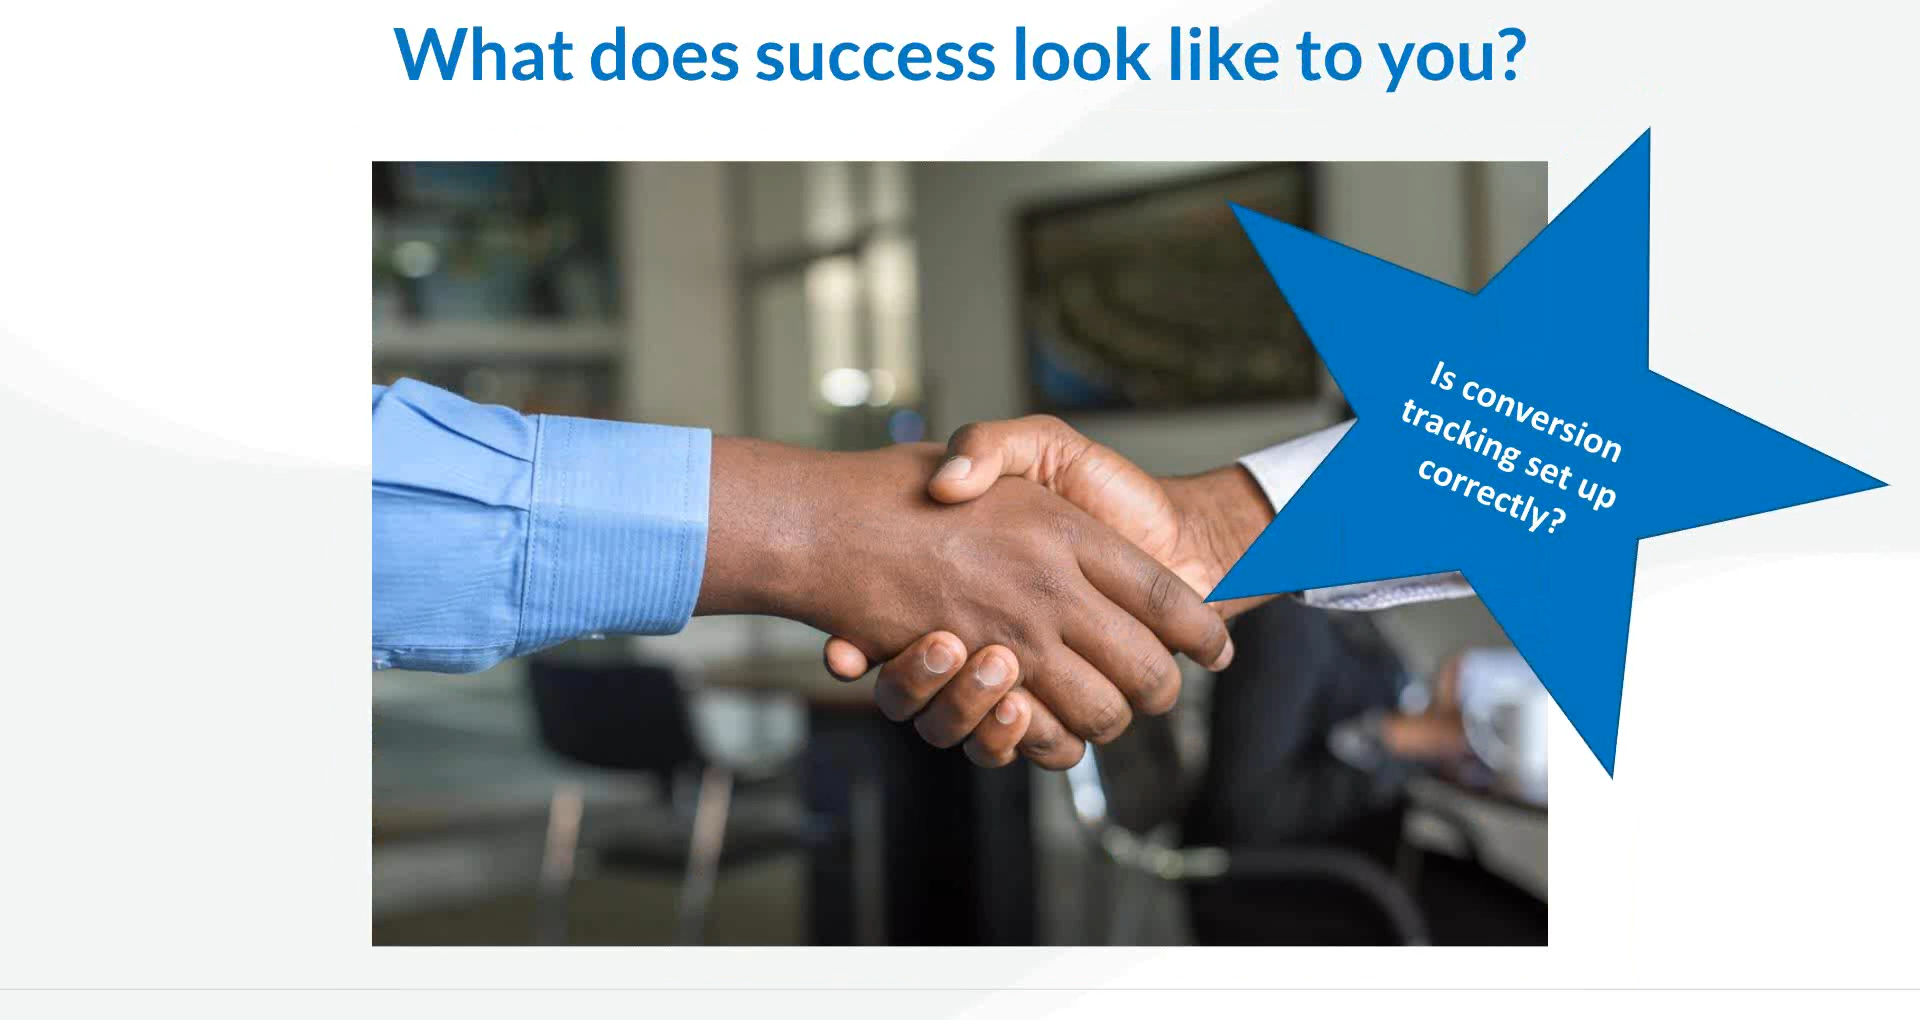 What does success look like to you?
Is conversion
tracking set up
correctly?